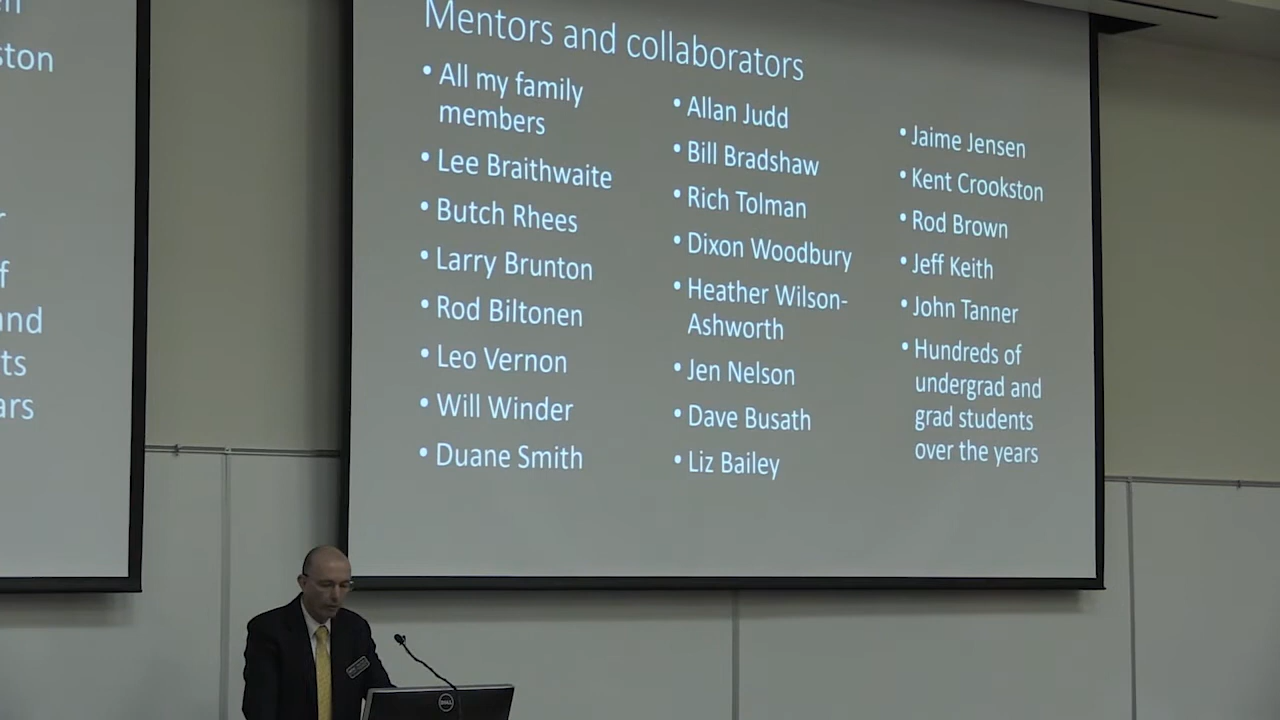 ston
f
and
ts
ars
Mentors and collaborators
• All my family
members
• Lee Braithwaite
• Butch Rhees
• Larry Brunton
• Rod Biltonen
• Leo Vernon
• Will Winder
• Duane Smith
• Allan Judd
• Bill Bradshaw
• Rich Tolman
• Dixon Woodbury
• Heather Wilson-
Ashworth
• Jen Nelson
• Dave Busath
• Liz Bailey
• Jaime Jensen
• Kent Crookston
• Rod Brown
• Jeff Keith
• John Tanner
• Hundreds of
undergrad and
grad students
over the years
DELL